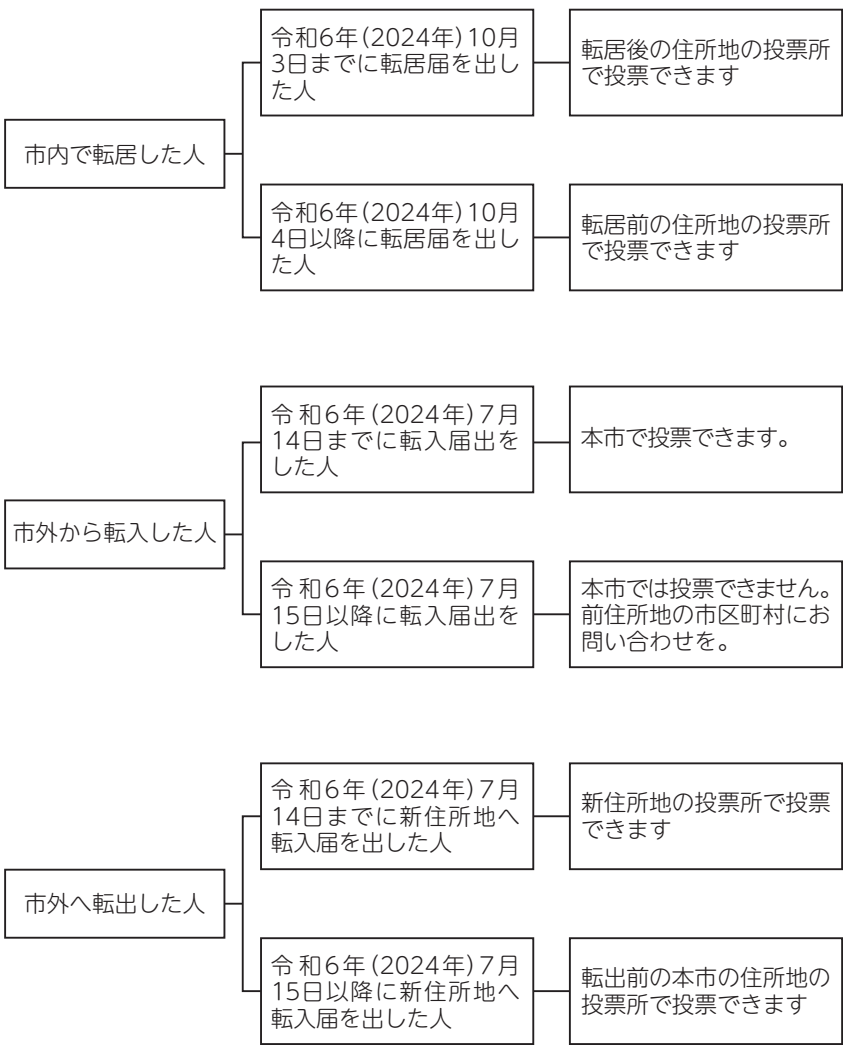 市内で転居した人
令和6年(2024年)10月
3日までに転居届を出し
た人
転居後の住所地の投票所
で投票できます
令和6年(2024年)10月
4日以降に転居届を出し
た人
転居前の住所地の投票所
で投票できます
市外から転入した人
令和6年(2024年)7月
14日までに転入届出を
した人
本市で投票できます。
令和6年(2024年)7月
15日以降に転入届出を
した人
本市では投票できません。
前住所地の市区町村にお
問い合わせを。
市外へ転出した人
令和6年(2024年)7月
14日までに新住所地へ
転入届を出した人
新住所地の投票所で投票
できます
令和6年(2024年)7月
15日以降に新住所地へ
転入届を出した人
転出前の本市の住所地の
投票所で投票できます